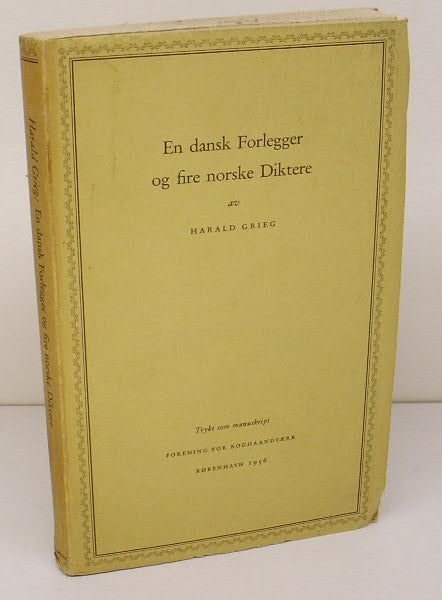 En dansk Forlegger
og fire norske Diktere
av
HARALD GRIEG
Trykt som manuskript
FORENING FOR BOGHAANDVÆRK
KØBENHAVN 1956
Harald Grieg: En dansk Forlegger og fire norske Diktere